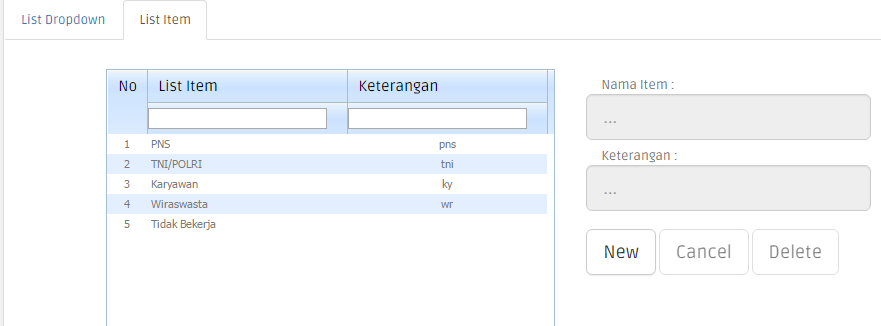 List Dropdown List Item
No List Item Keterangan
1 PNS pns
2 TNI/POLRI tni
3 Karyawan ky
4 Wiraswasta wr
5 Tidak Bekerja
Nama Item :
...
Keterangan :
...
New Cancel Delete